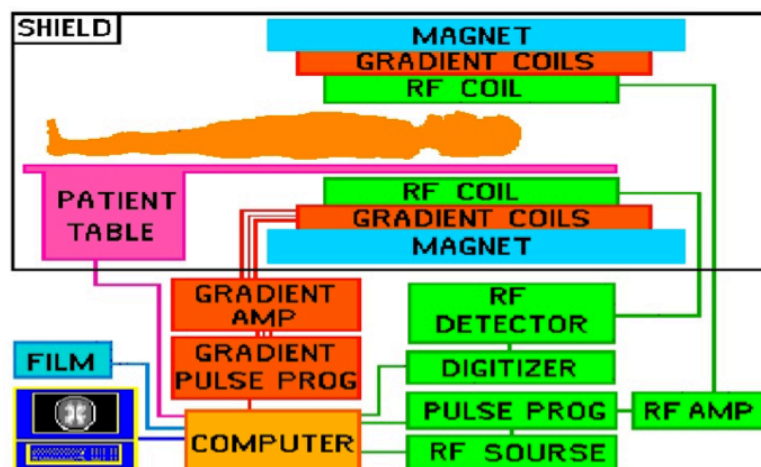 SHIELD
MAGNET
GRADIENT COILS
RF COIL
RF COIL
GRADIENT COILS
MAGNET
PATIENT
TABLE
GRADIENT
AMP
RF
DETECTOR
FILM
GRADIENT
PULSE PROG
DIGITIZER
PULSE PROG
RF AMP
COMPUTER
RF SOURSE